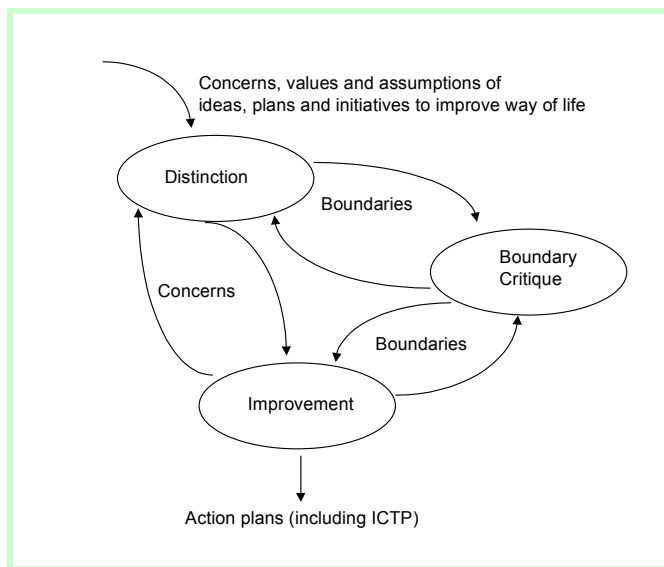 Concerns, values and assumptions of
ideas, plans and initiatives to improve way of life
Distinction
Boundaries
Boundary
Critique
Concerns
Boundaries
Improvement
Action plans (including ICTP)